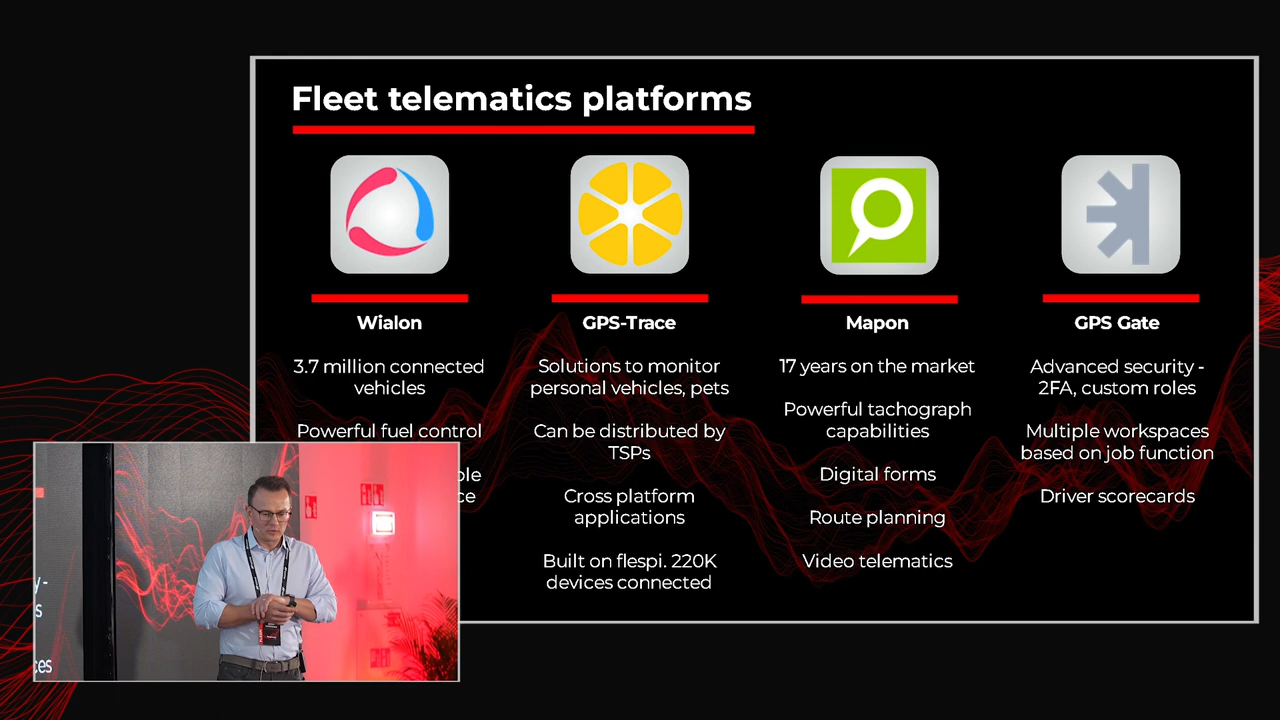 Fleet telematics platforms
Wialon
3.7 million connected
vehicles
Powerful fuel control
GPS-Trace
Solutions to monitor
personal vehicles, pets
Can be distributed by
TSPs
Cross platform
applications
Built on flespi. 220K
devices connected
Mapon
17 years on the market
Powerful tachograph
capabilities
Digital forms
Route planning
Video telematics
GPS Gate
Advanced security -
2FA, custom roles
Multiple workspaces
based on job function
Driver scorecards